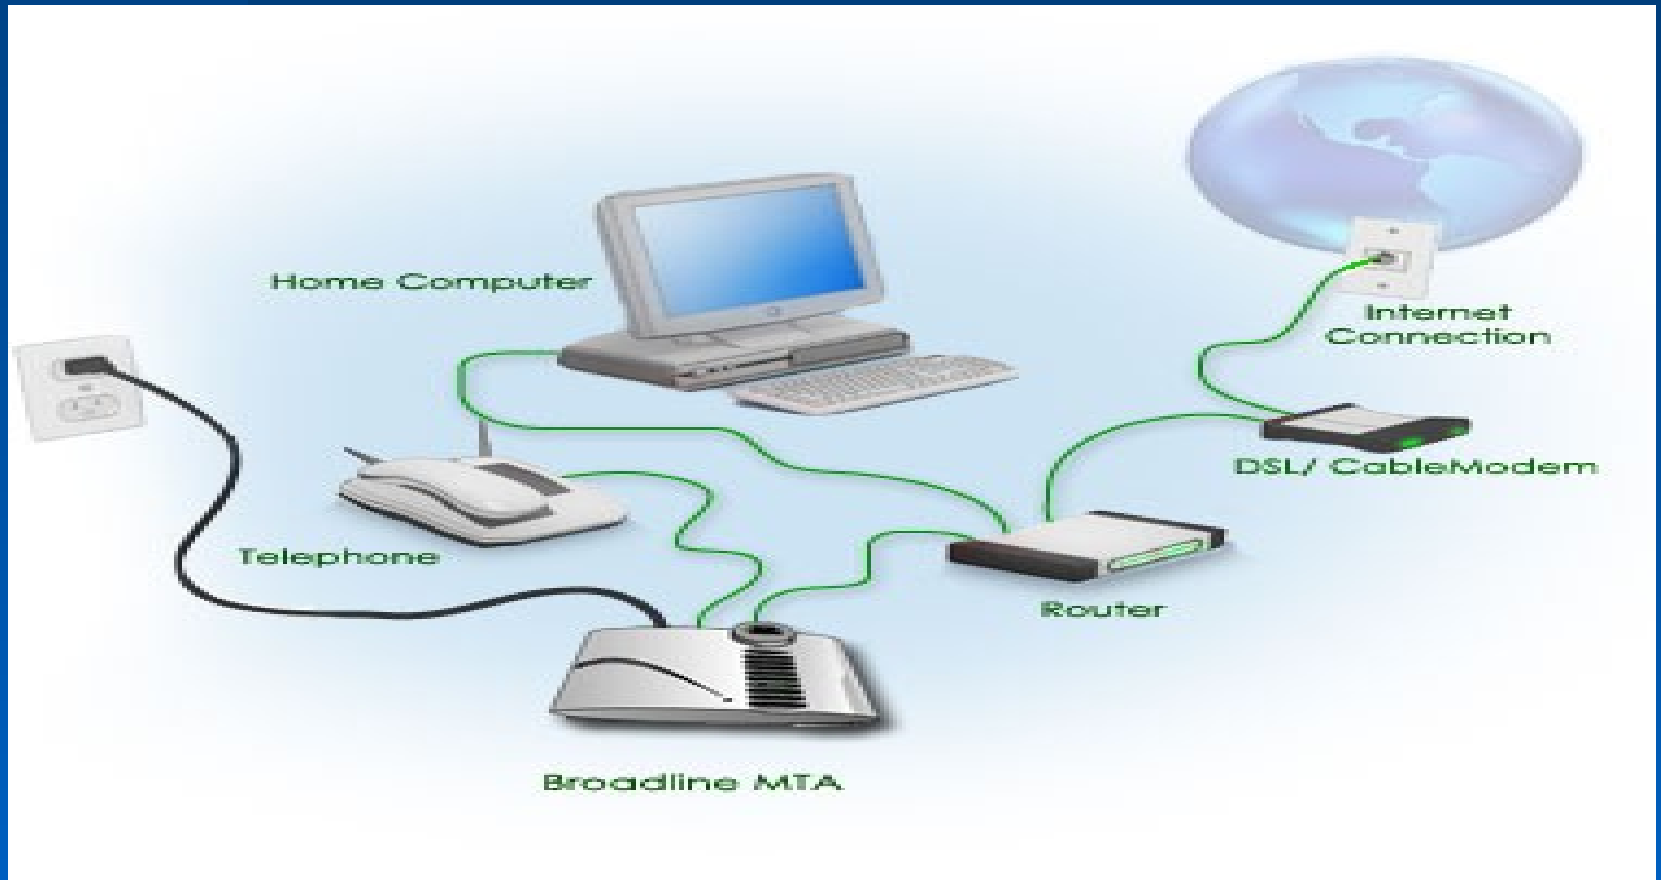 Home Computer
Internet
Connection
DSL/ CableModem
Telephone
Router
Broadline MTA